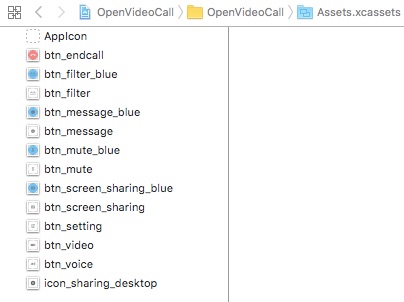 OpenVideoCall OpenVideoCall Assets.xcassets
AppIcon
btn_endcall
btn_filter_blue
btn_filter
btn_message_blue
btn_message
btn_mute_blue
btn_mute
btn_screen_sharing_blue
btn_screen_sharing
btn_setting
btn_video
btn_voice
icon_sharing_desktop